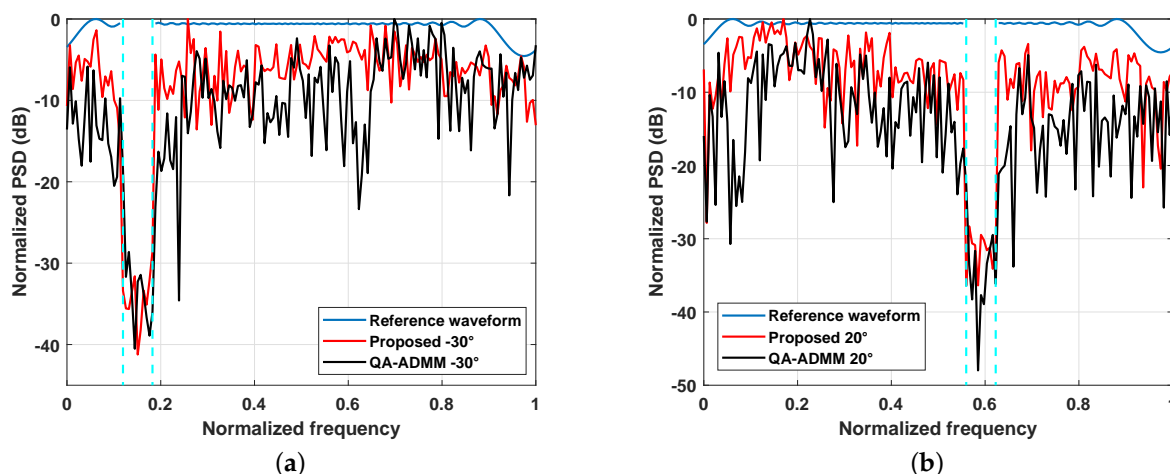 Normalized PSD (dB)
0
-10
-20
-30
-40
Reference waveform
Proposed -30°
QA-ADMM -30°
0
0.2
0.4
0.6
0.8
1
Normalized frequency
(a)
Normalized PSD (dB)
0
-10
-20
-30
-40
-50
Reference waveform
Proposed 20°
QA-ADMM 20°
0
0.2
0.4
0.6
0.8
1
Normalized frequency
(b)